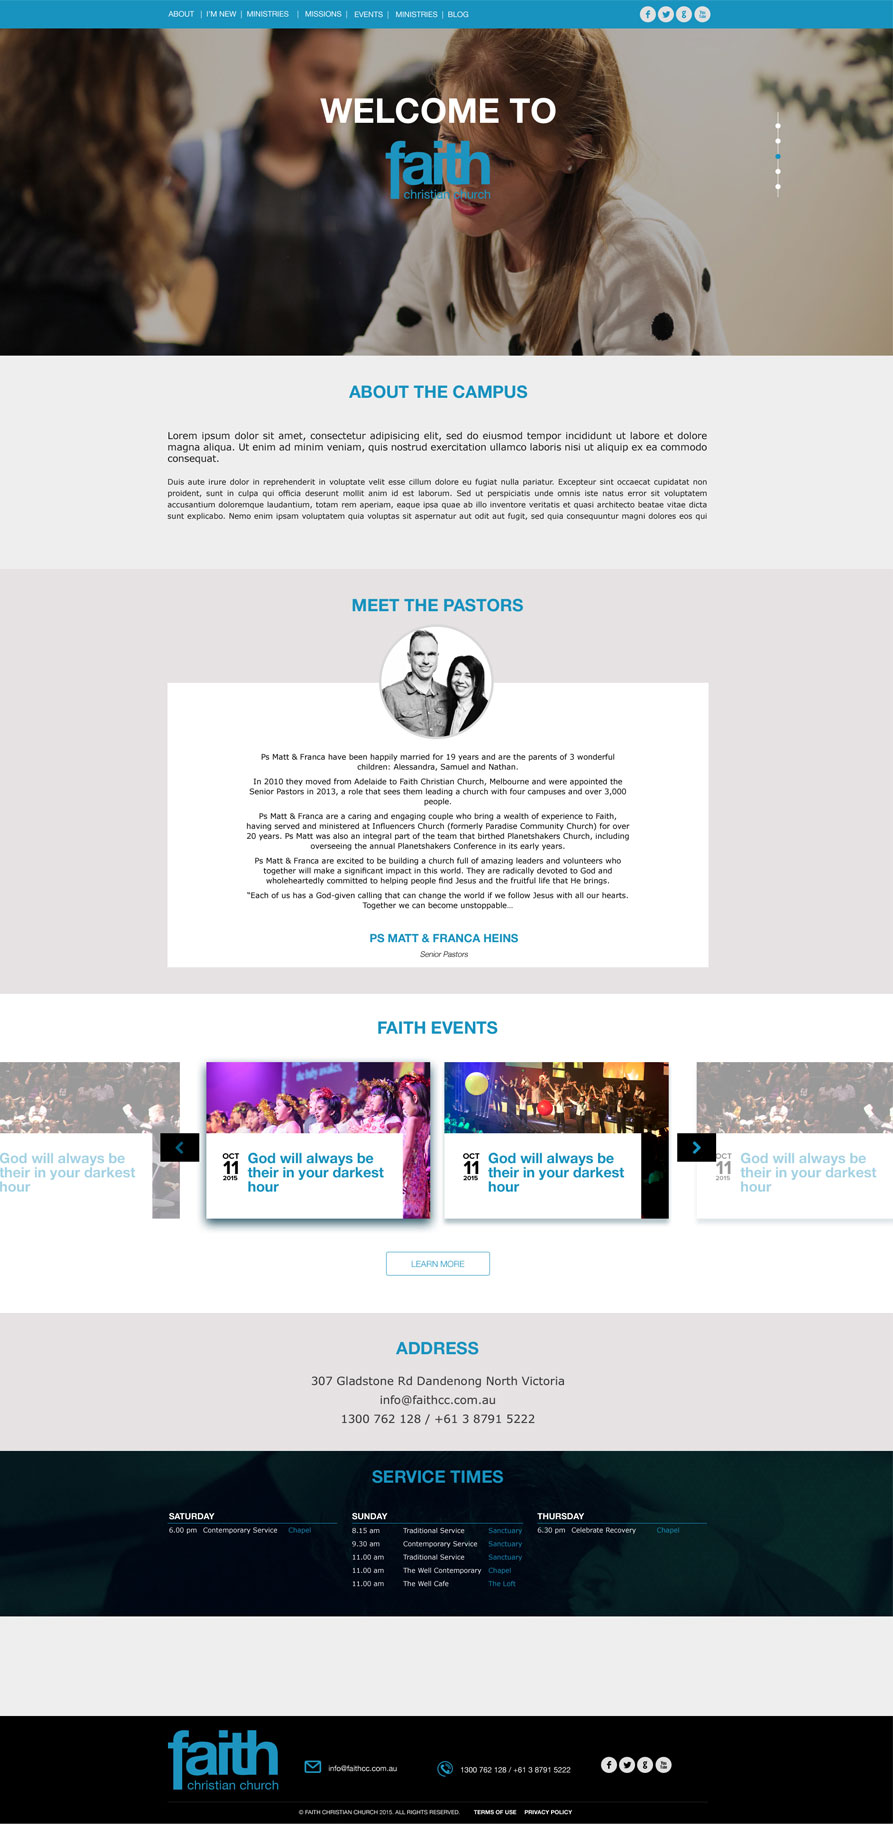 ABOUT | I'M NEW | MINISTRIES | MISSIONS | EVENTS | MINISTRIES | BLOG
WELCOME TO
faith
christian church
ABOUT THE CAMPUS
Lorem ipsum dolor sit amet, consectetur adipisicing elit, sed do eiusmod tempor incididunt ut labore et dolore
magna aliqua. Ut enim ad minim veniam, quis nostrud exercitation ullamco laboris nisi ut aliquip ex ea commodo
consequat.
Duis aute irure dolor in reprehenderit in voluptate velit esse cillum dolore eu fugiat nulla pariatur. Excepteur sint occaecat cupidatat non
proident, sunt in culpa qui officia deserunt mollit anim id est laborum. Sed ut perspiciatis unde omnis iste natus error sit voluptatem
accusantium doloremque laudantium, totam rem aperiam, eaque ipsa quae ab illo inventore veritatis et quasi architecto beatae vitae dicta
sunt explicabo. Nemo enim ipsam voluptatem quia voluptas sit aspernatur aut odit aut fugit, sed quia consequuntur magni dolores eos qui
MEET THE PASTORS
Ps Matt & Franca have been happily married for 19 years and are the parents of 3 wonderful
children: Alessandra, Samuel and Nathan.
In 2010 they moved from Adelaide to Faith Christian Church, Melbourne and were appointed the
Senior Pastors in 2013, a role that sees them leading a church with four campuses and over 3,000
people.
Ps Matt & Franca are a caring and engaging couple who bring a wealth of experience to Faith,
having served and ministered at Influencers Church (formerly Paradise Community Church) for over
20 years. Ps Matt was also an integral part of the team that birthed Planetshakers Church, including
overseeing the annual Planetshakers Conference in its early years.
Ps Matt & Franca are excited to be building a church full of amazing leaders and volunteers who
together will make a significant impact in this world. They are radically devoted to God and
wholeheartedly committed to helping people find Jesus and the fruitful life that He brings.
"Each of us has a God-given calling that can change the world if we follow Jesus with all our hearts.
Together we can become unstoppable...
PS MATT & FRANCA HEINS
Senior Pastors
FAITH EVENTS
God will always be
their in your darkest
hour
OCT
11
2015
God will always be
their in your darkest
hour
OCT
11
2015
God will always be
their in your darkest
hour
OCT
11
2015
God will always be
their in your darkest
hour
LEARN MORE
ADDRESS
307 Gladstone Rd Dandenong North Victoria
info@faithcc.com.au
1300 762 128 / +61 3 8791 5222
SERVICE TIMES
SATURDAY
6.00 pm Contemporary Service Chapel
SUNDAY
8.15 am Traditional Service Sanctuary
9.30 am Contemporary Service Sanctuary
11.00 am Traditional Service Sanctuary
11.00 am The Well Contemporary Chapel
11.00 am The Well Cafe The Loft
THURSDAY
6.30 pm Celebrate Recovery Chapel
faith
christian church
info@faithcc.com.au
1300 762 128 / +61 3 8791 5222
© FAITH CHRISTIAN CHURCH 2015. ALL RIGHTS RESERVED. TERMS OF USE PRIVACY POLICY